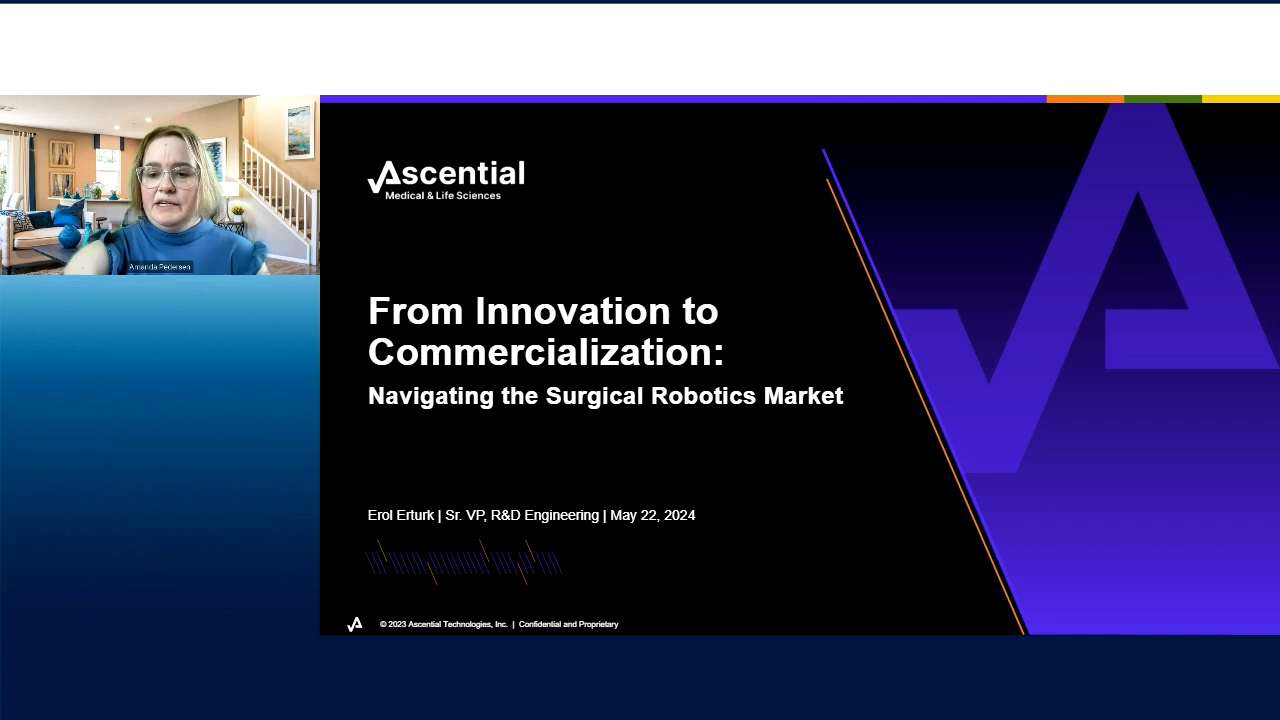 Amanda Pedersen
Ascential
Medical & Life Sciences
From Innovation to
Commercialization:
Navigating the Surgical Robotics Market
Erol Erturk | Sr. VP, R&D Engineering | May 22, 2024
© 2023 Ascential Technologies, Inc. | Confidential and Proprietary